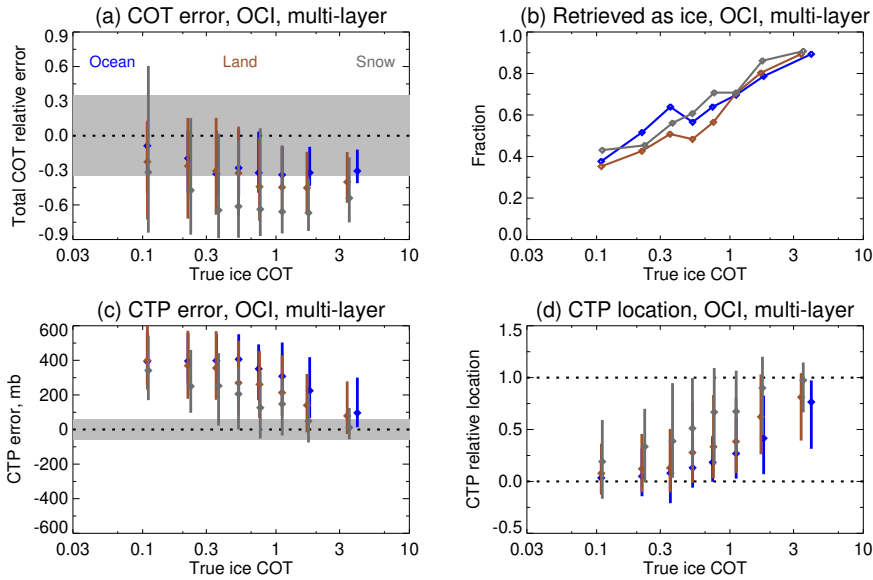 (a) COT error, OCI, multi-layer
Total COT relative error
0.9
0.6
0.3
0.0
-0.3
-0.6
-0.9
Ocean Land Snow
0.03 0.1 0.3 1 3 10
True ice COT
(b) Retrieved as ice, OCI, multi-layer
Fraction
1.0
0.8
0.6
0.4
0.2
0.0
0.03 0.1 0.3 1 3 10
True ice COT
(c) CTP error, OCI, multi-layer
CTP error, mb
600
400
200
0
-200
-400
-600
0.03 0.1 0.3 1 3 10
True ice COT
(d) CTP location, OCI, multi-layer
CTP relative location
1.5
1.0
0.5
0.0
-0.5
0.03 0.1 0.3 1 3 10
True ice COT